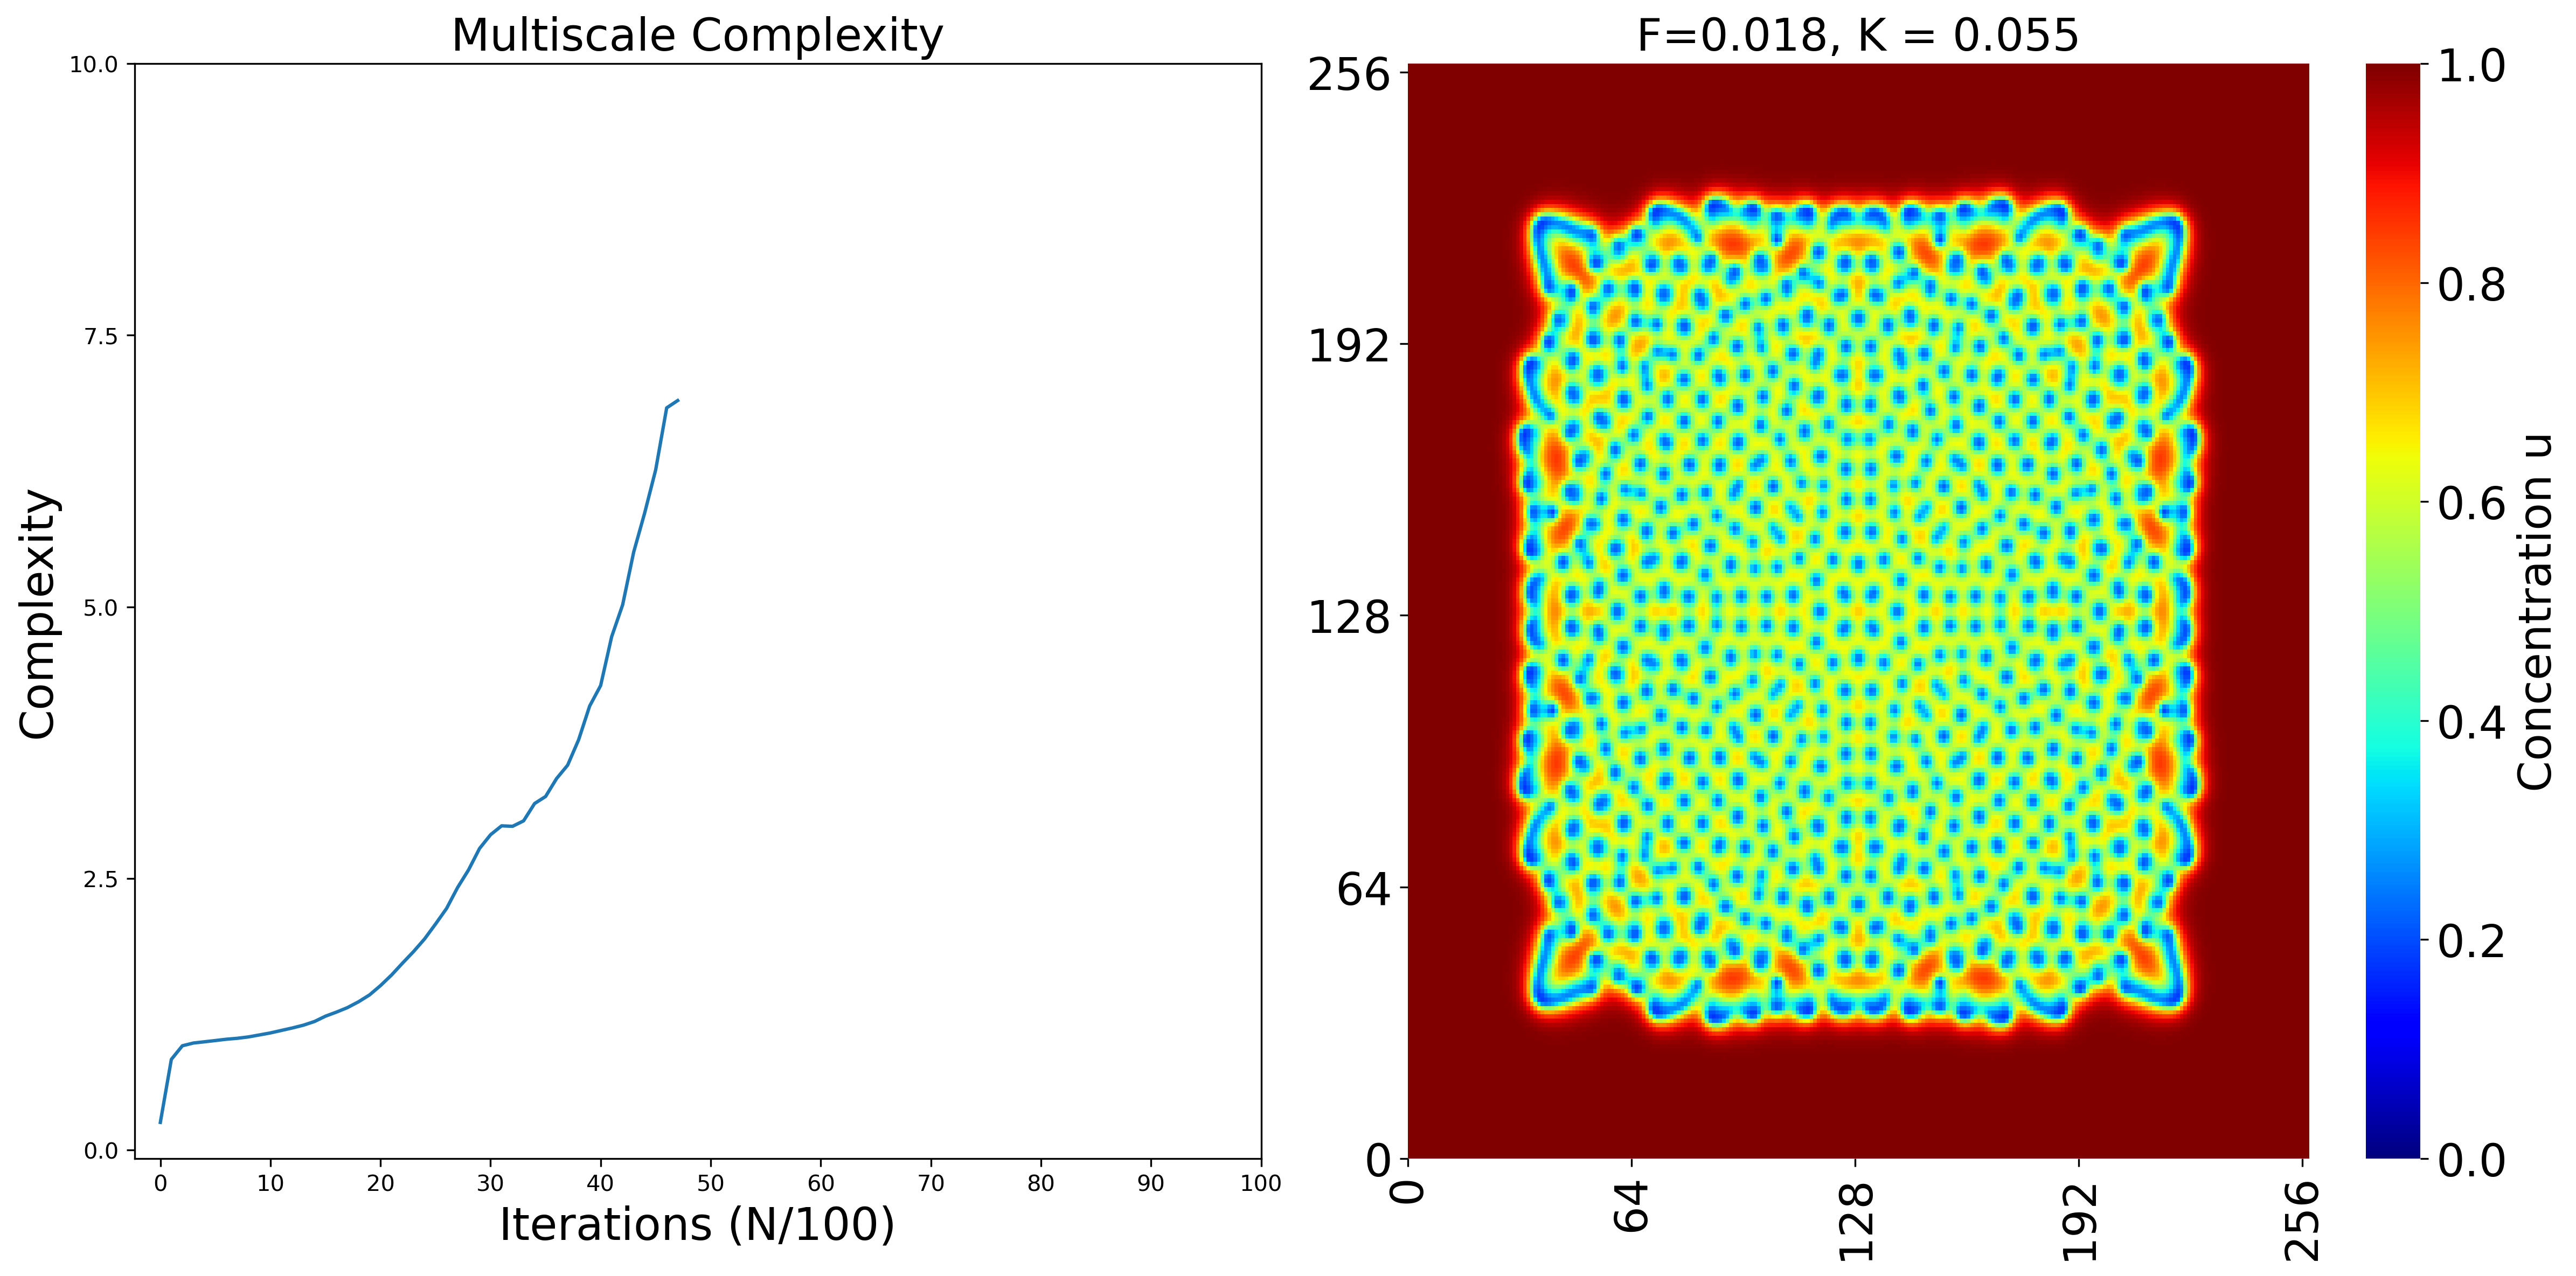 Multiscale Complexity
10.0
7.5
5.0
2.5
0.0
Complexity
0 10 20 30 40 50 60 70 80 90 100
Iterations (N/100)
F=0.018, K = 0.055
256
192
128
64
0
0 64 128 192 256
1.0
0.8
0.6
0.4
0.2
0.0
Concentration u